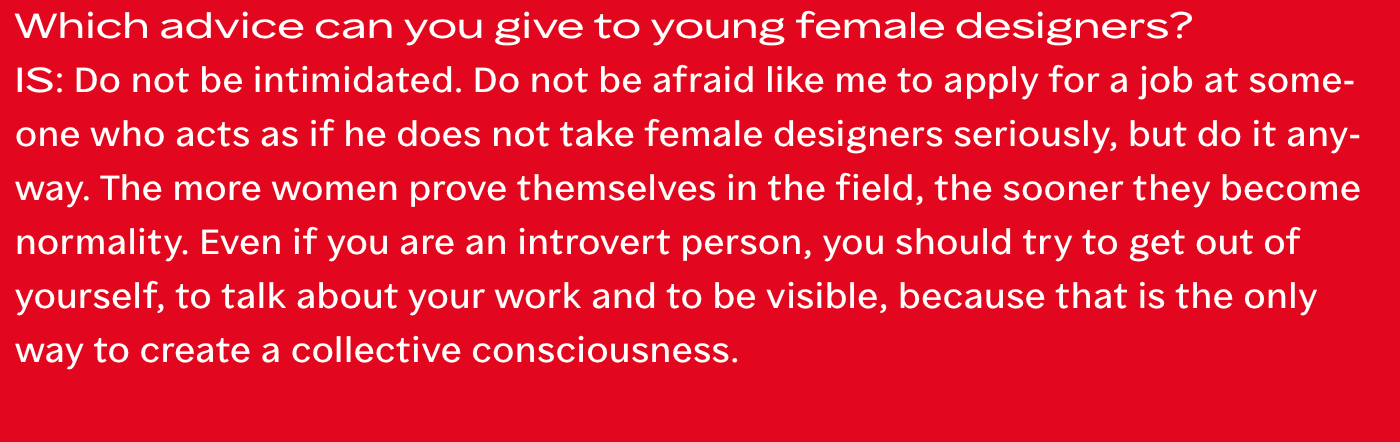 Which advice can you give to young female designers?
IS: Do not be intimidated. Do not be afraid like me to apply for a job at some-
one who acts as if he does not take female designers seriously, but do it any-
way. The more women prove themselves in the field, the sooner they become
normality. Even if you are an introvert person, you should try to get out of
yourself, to talk about your work and to be visible, because that is the only
way to create a collective consciousness.